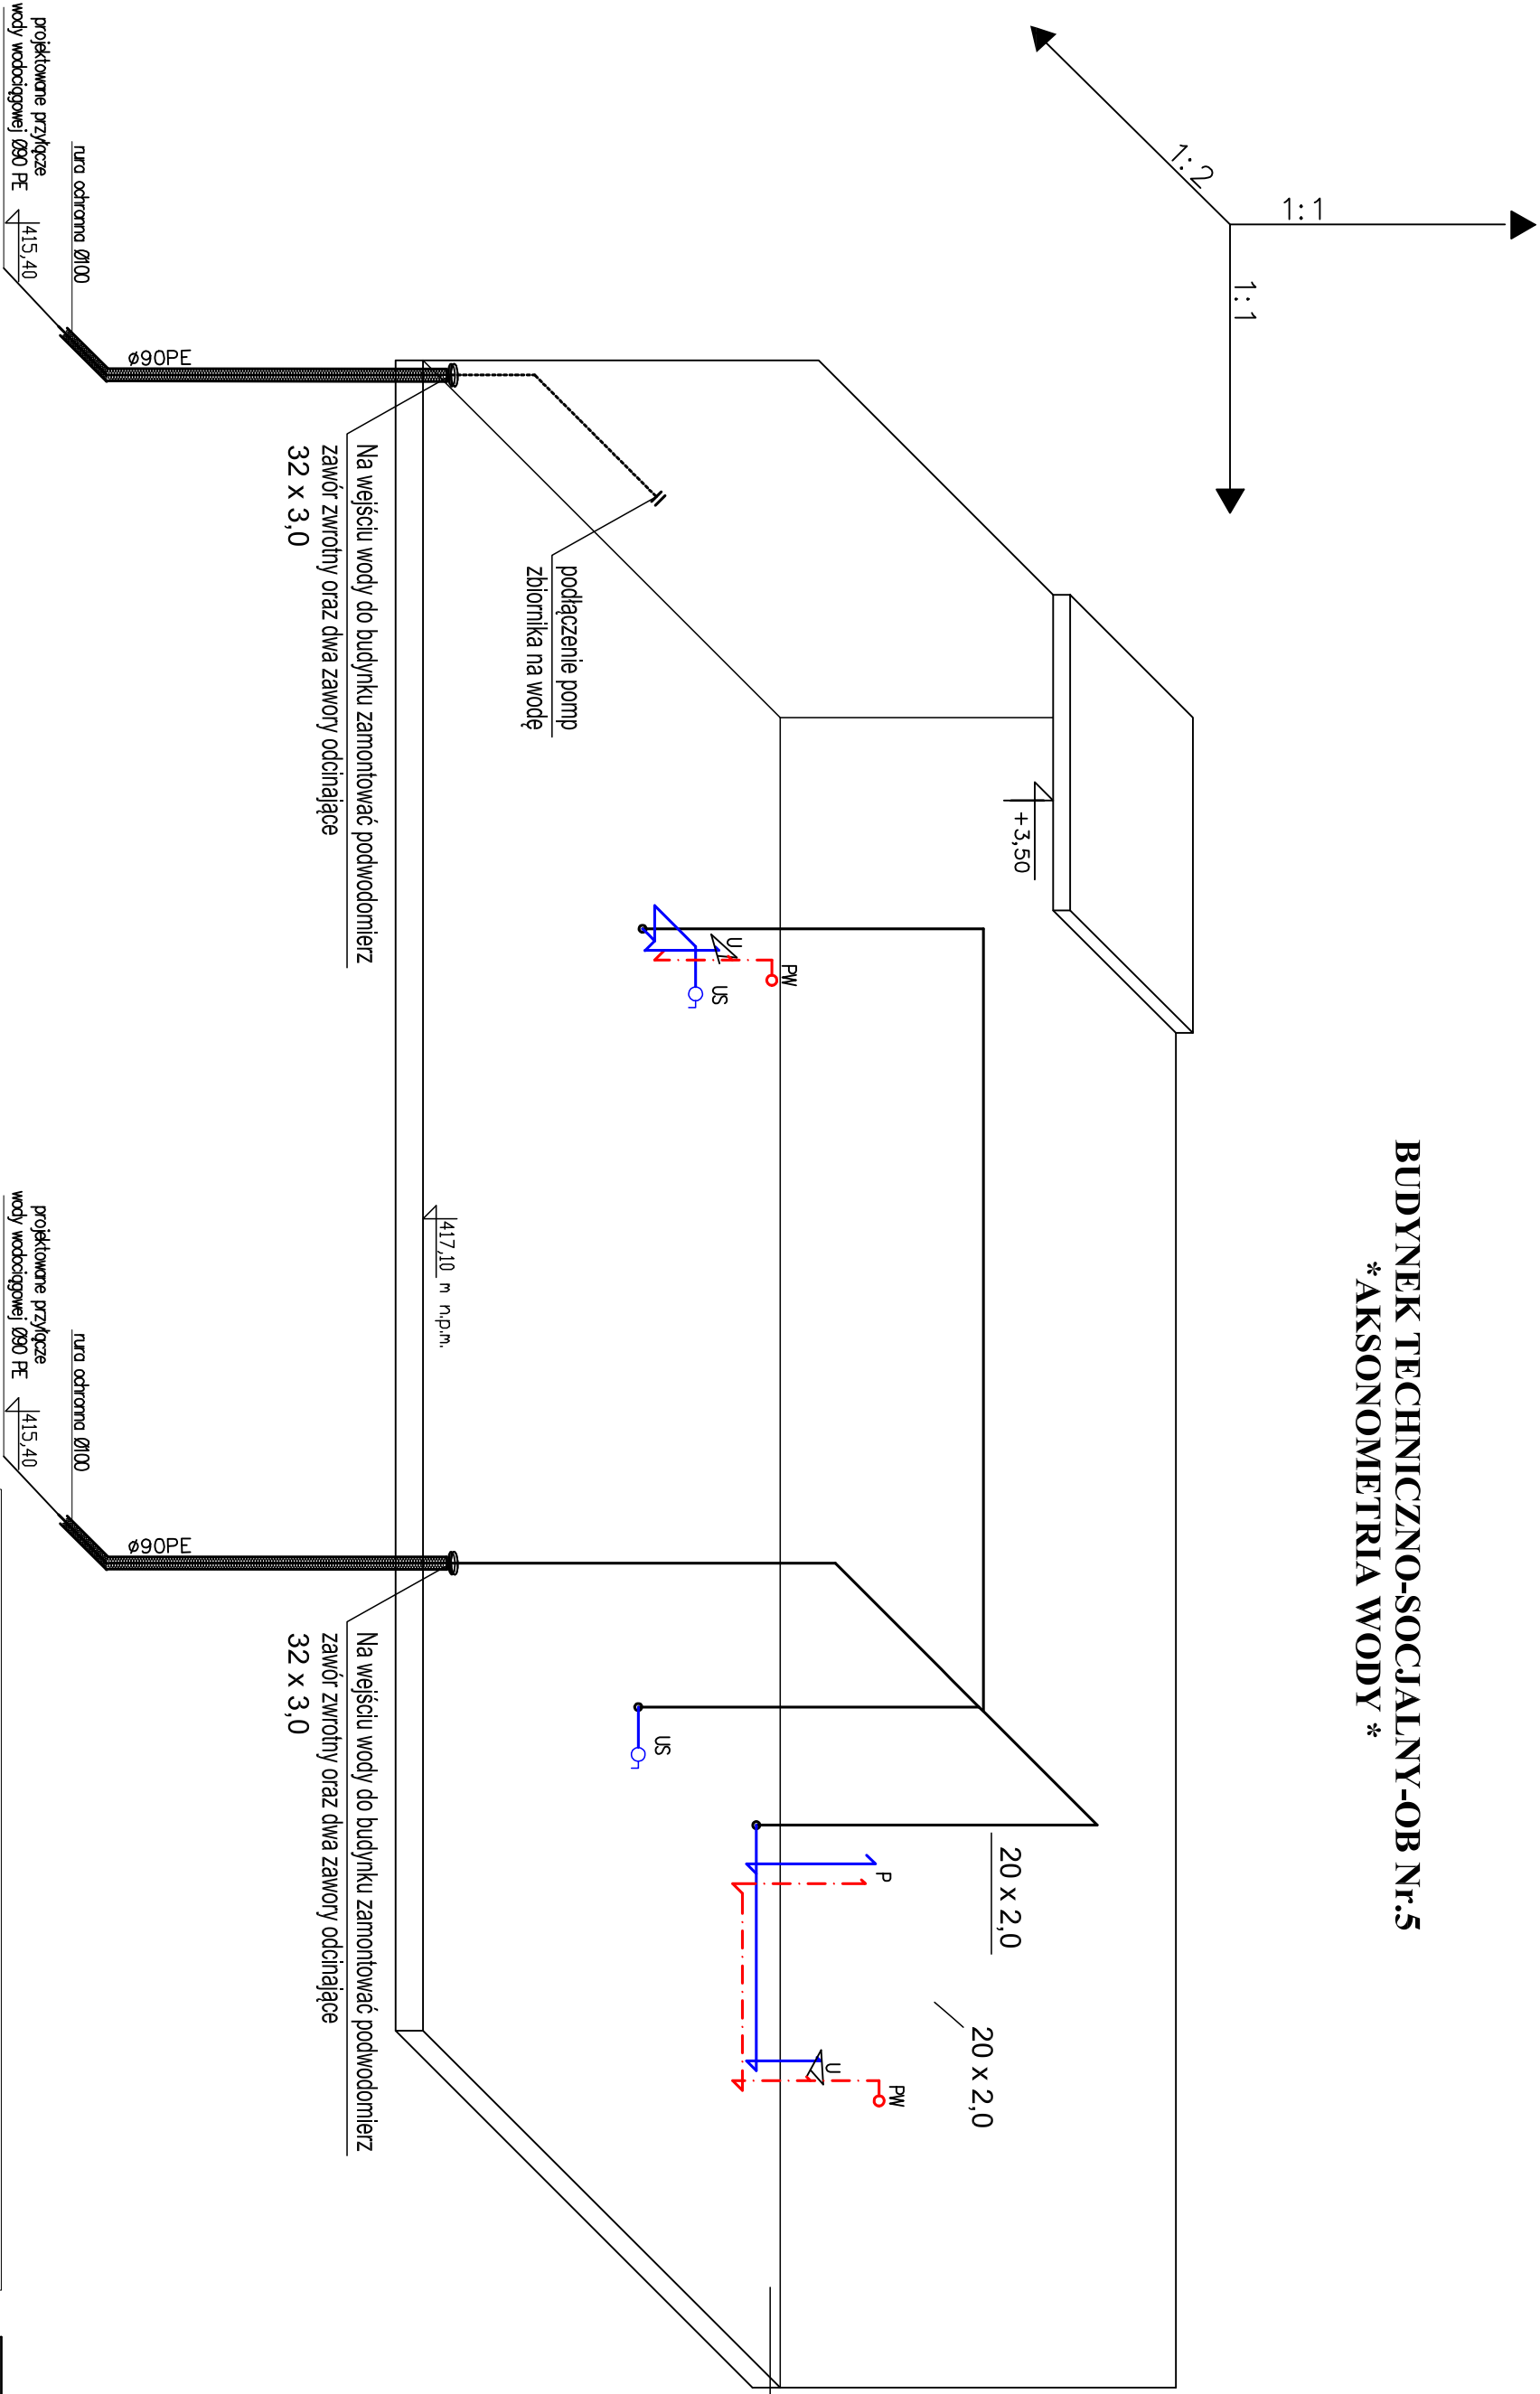 BUDYNEK TECHNICZNO-SOCJALNY-OB Nr.5
*AKSONOMETRIA WODY *
1:1
1:1
1:2
+3,50
20 x 2,0
20 x 2,0
PW
U
US
P
PW
U
US
podłączenie pomp
zbiornika na wodę
417,10 m n.p.m.
Na wejściu wody do budynku zamontować podwodomierz
zawór zwrotny oraz dwa zawory odcinające
32 x 3,0
Na wejściu wody do budynku zamontować podwodomierz
zawór zwrotny oraz dwa zawory odcinające
32 x 3,0
ø90PE
ø90PE
rura ochronna Ø100
rura ochronna Ø100
projektowane przyłącze
wody wodociągowej Ø90 PE
415,40
projektowane przyłącze
wody wodociągowej Ø90 PE
415,40